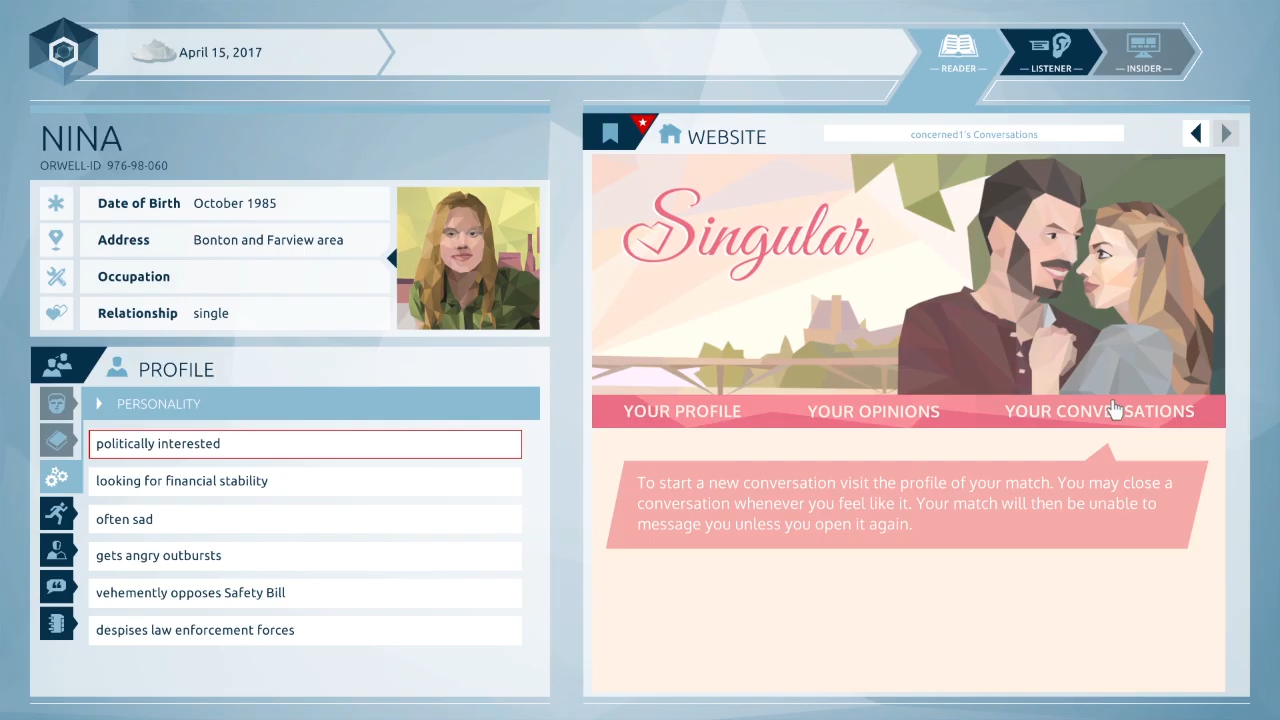 April 15, 2017
— READER —
— LISTENER —
— INSIDER —
NINA
ORWELL-ID 976-98-060
Date of Birth October 1985
Address Bonton and Farview area
Occupation
Relationship single
PROFILE
PERSONALITY
politically interested
looking for financial stability
often sad
gets angry outbursts
vehemently opposes Safety Bill
despises law enforcement forces
WEBSITE
concerned1's Conversations
Singular
YOUR PROFILE
YOUR OPINIONS
YOUR CONVERSATIONS
To start a new conversation visit the profile of your match. You may close a
conversation whenever you feel like it. Your match will then be unable to
message you unless you open it again.